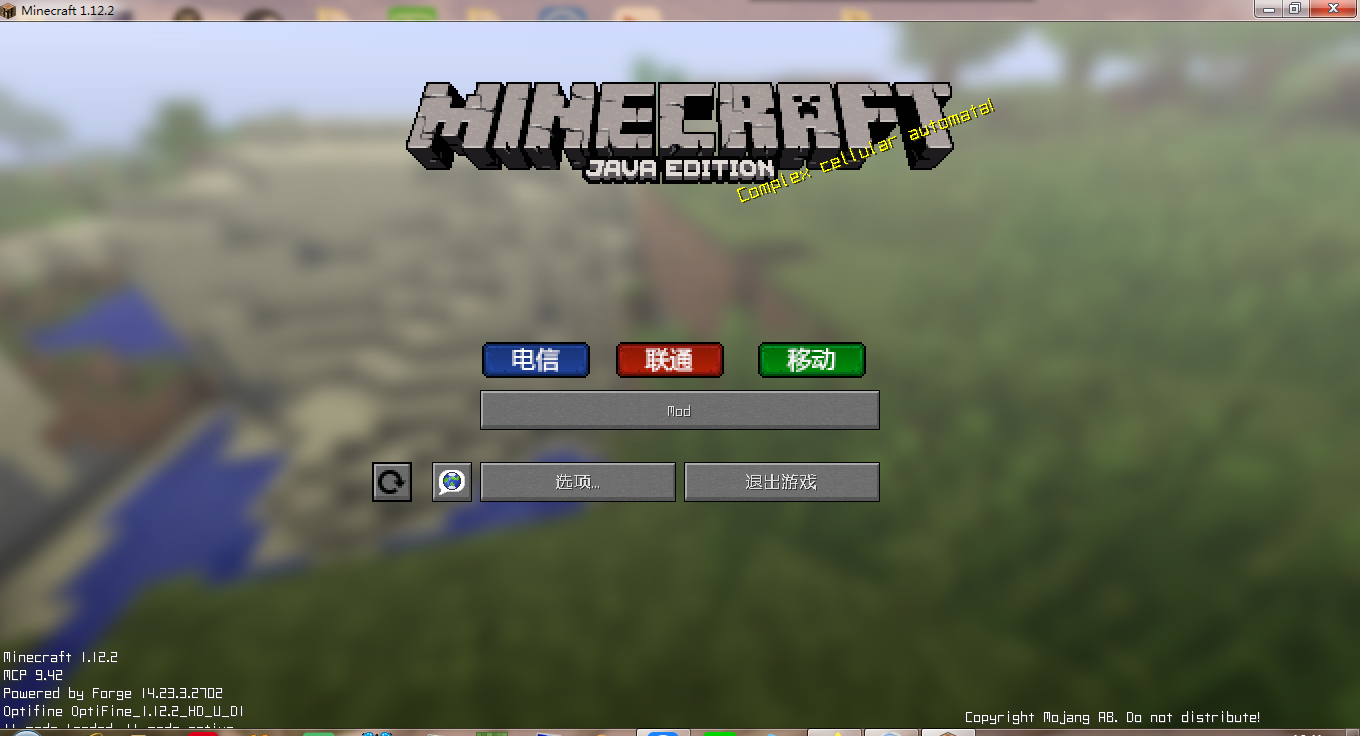 Minecraft 1.12.2
MINECRAFT
JAVA EDITION
Complex cellular automata!
电信 联通 移动
Mod
选项... 退出游戏
Minecraft 1.12.2
MCP 9.42
Powered by Forge 14.23.3.2702
Optifine OptiFine_1.12.2_HD_U_D1
Copyright Mojang AB. Do not distribute!